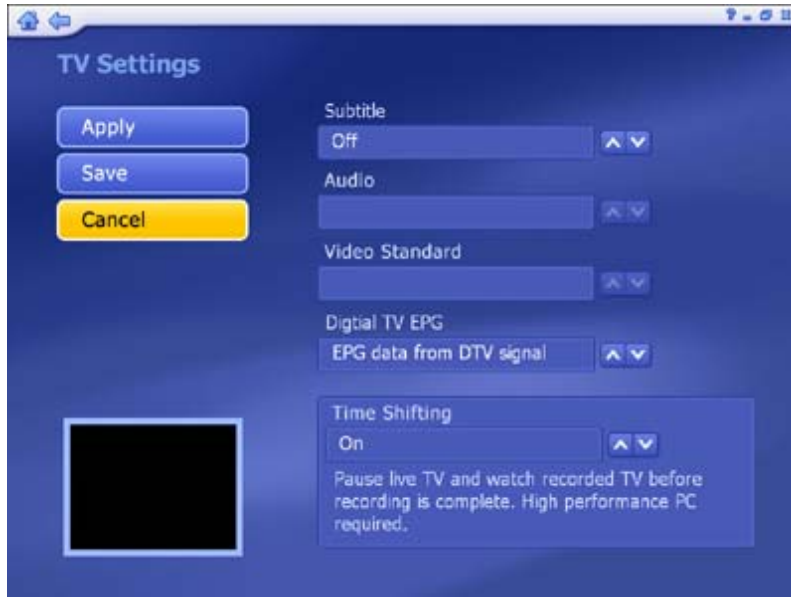 TV Settings
Apply
Save
Cancel
Subtitle
Off
Audio
Video Standard
Digtial TV EPG
EPG data from DTV signal
Time Shifting
On
Pause live TV and watch recorded TV before
recording is complete. High performance PC
required.